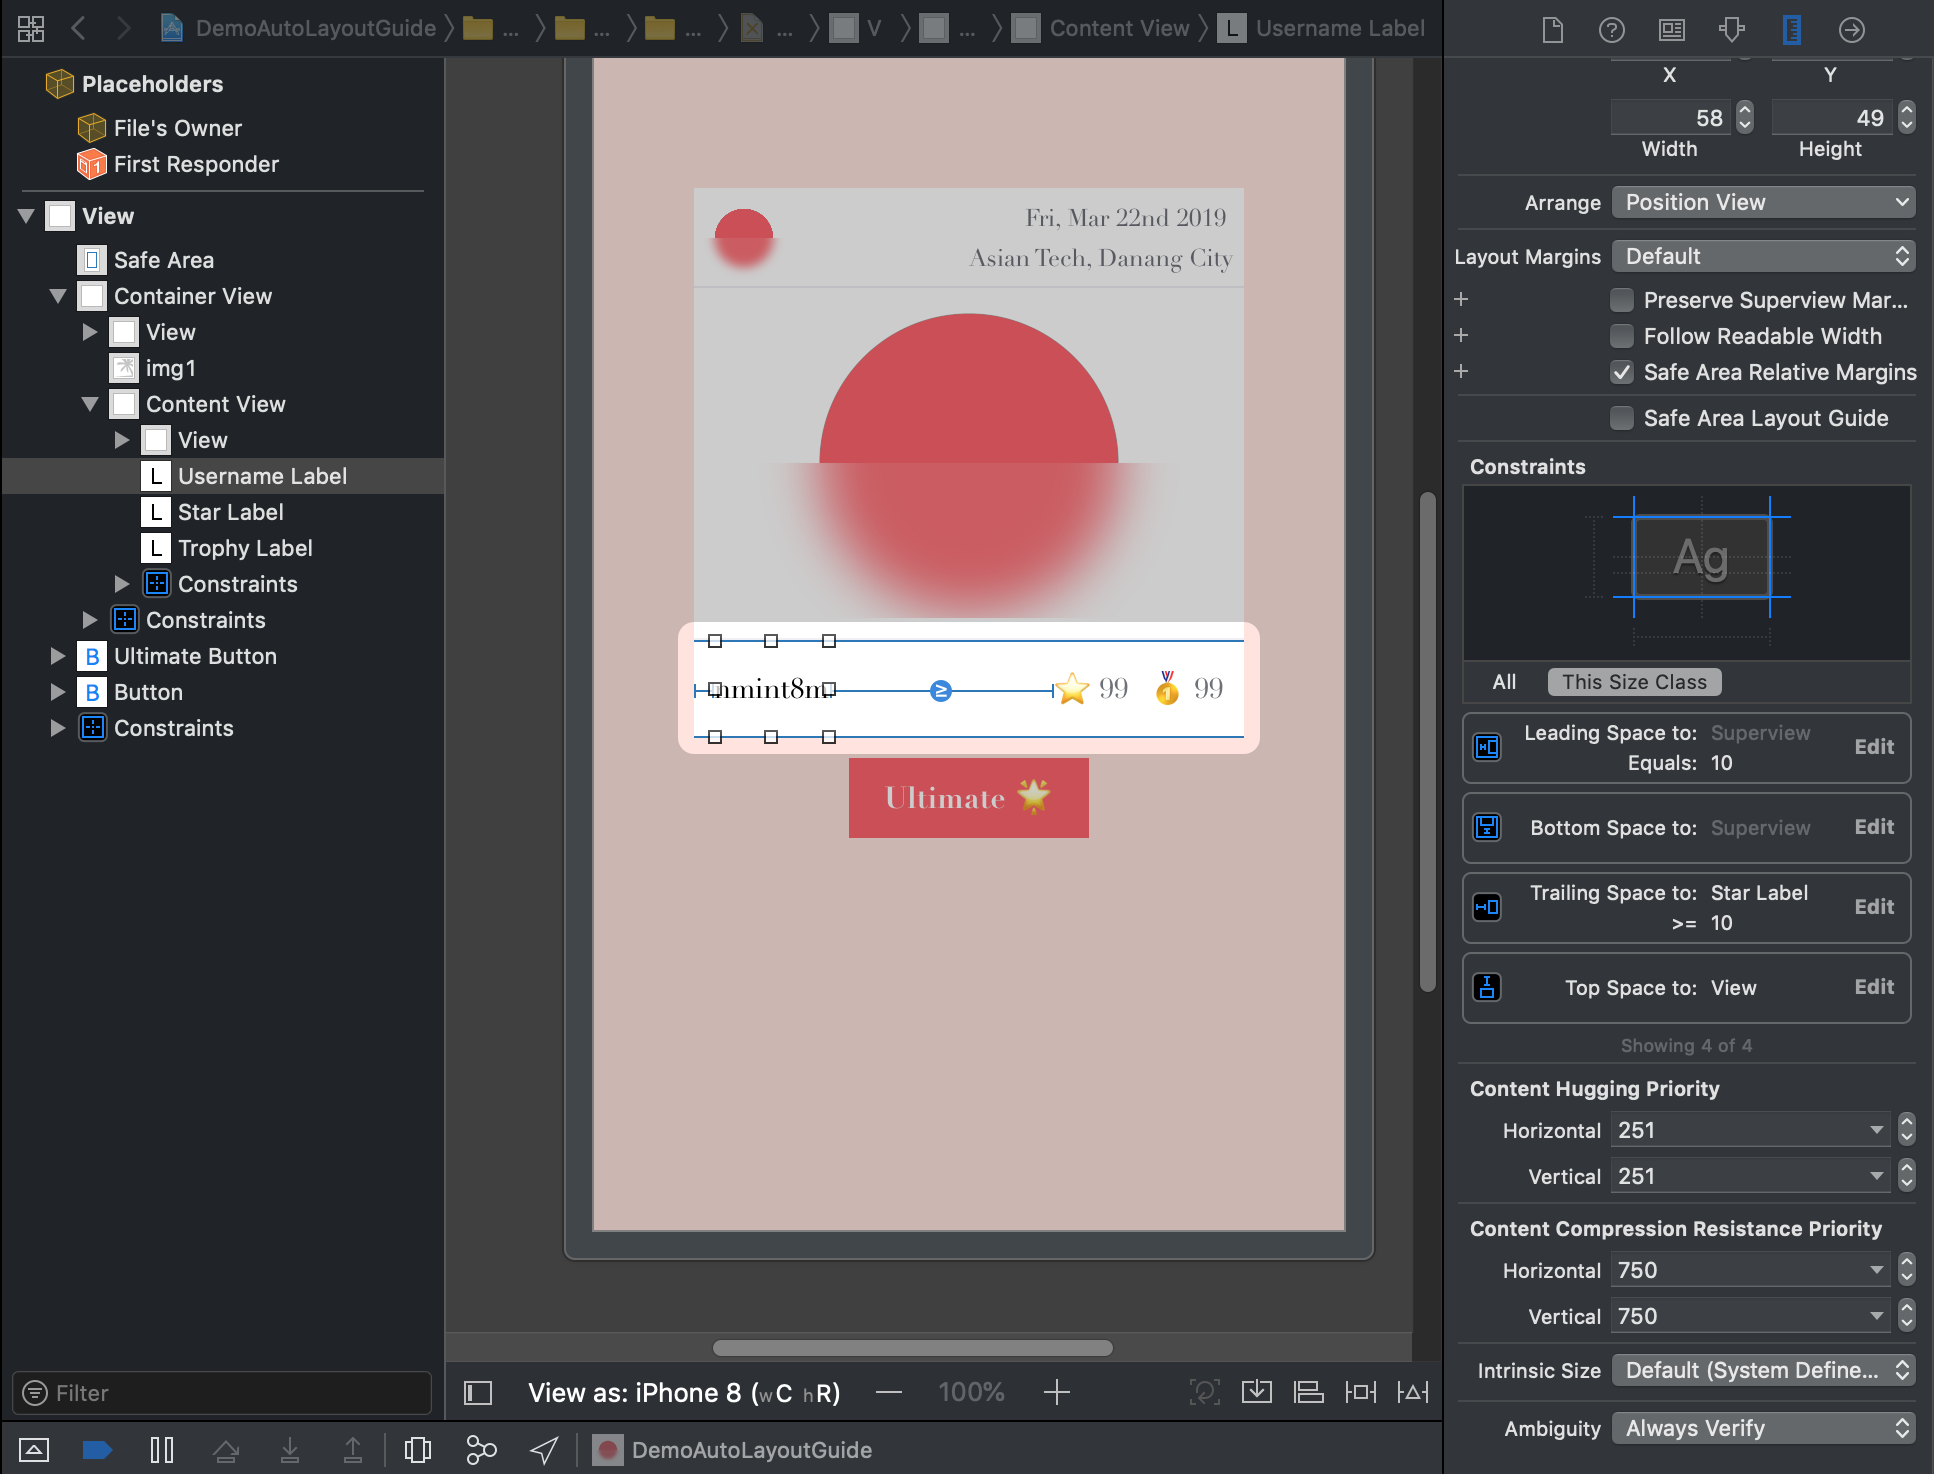 DemoAutoLayoutGuide
...
...
...
...
V
...
Content View
L Username Label
Placeholders
File's Owner
1 First Responder
View
Safe Area
Container View
View
img1
Content View
View
L Username Label
L Star Label
L Trophy Label
Constraints
Constraints
B Ultimate Button
B Button
Constraints
Filter
Fri, Mar 22nd 2019
Asian Tech, Danang City
≥
99
1 99
Ultimate
View as: iPhone 8 (wC hR)
100%
DemoAutoLayoutGuide
X Y
58 49
Width Height
Arrange Position View
Layout Margins Default
Preserve Superview Mar...
Follow Readable Width
Safe Area Relative Margins
Safe Area Layout Guide
Constraints
Ag
All This Size Class
Leading Space to: Superview
Equals: 10
Edit
Bottom Space to: Superview
Edit
Trailing Space to: Star Label
>= 10
Edit
Top Space to: View
Edit
Showing 4 of 4
Content Hugging Priority
Horizontal 251
Vertical 251
Content Compression Resistance Priority
Horizontal 750
Vertical 750
Intrinsic Size Default (System Define...
Ambiguity Always Verify